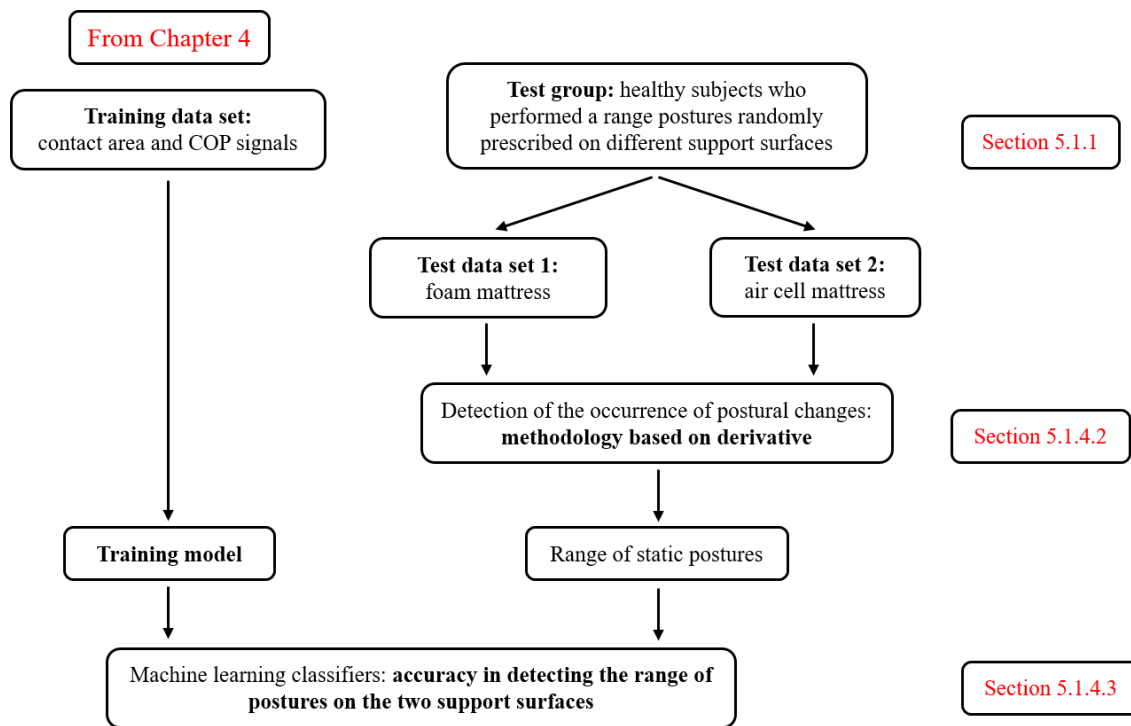 From Chapter 4
Training data set:
contact area and COP signals
Test group: healthy subjects who
performed a range postures randomly
prescribed on different support surfaces
Section 5.1.1
Test data set 1:
foam mattress
Test data set 2:
air cell mattress
Detection of the occurrence of postural changes:
methodology based on derivative
Section 5.1.4.2
Training model
Range of static postures
Machine learning classifiers: accuracy in detecting the range of
postures on the two support surfaces
Section 5.1.4.3